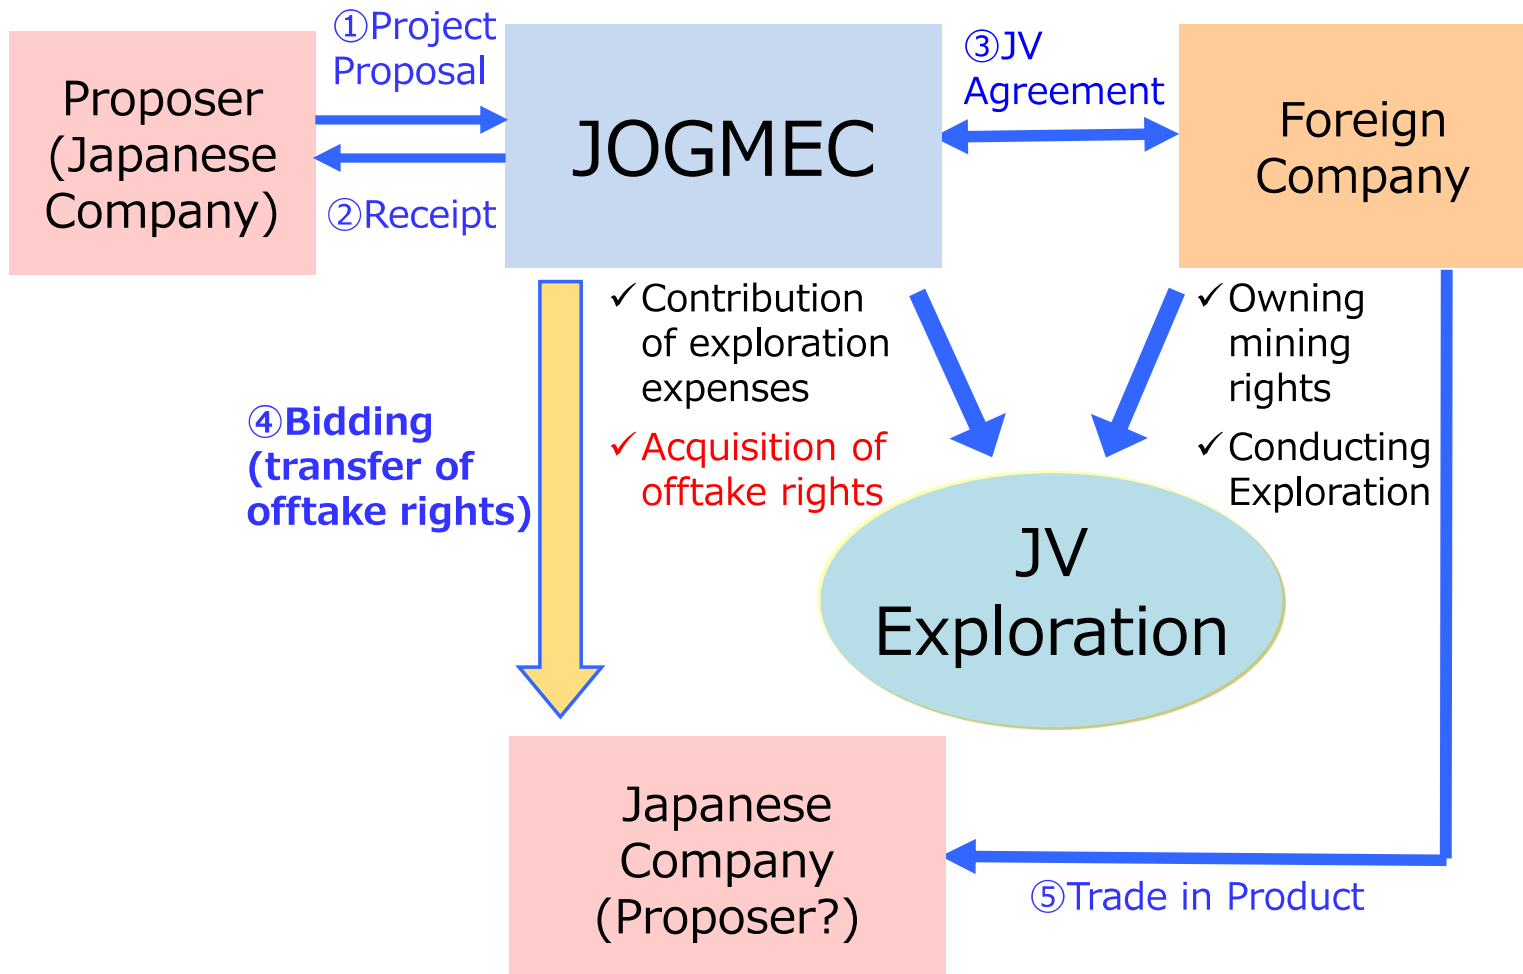 ①Project
Proposal
Proposer
(Japanese
Company)
②Receipt
JOGMEC
③JV
Agreement
Foreign
Company
✓Contribution
of exploration
expenses
✓Acquisition of
offtake rights
✓Owning
mining
rights
✓Conducting
Exploration
④Bidding
(transfer of
offtake rights)
JV
Exploration
Japanese
Company
(Proposer?)
⑤Trade in Product